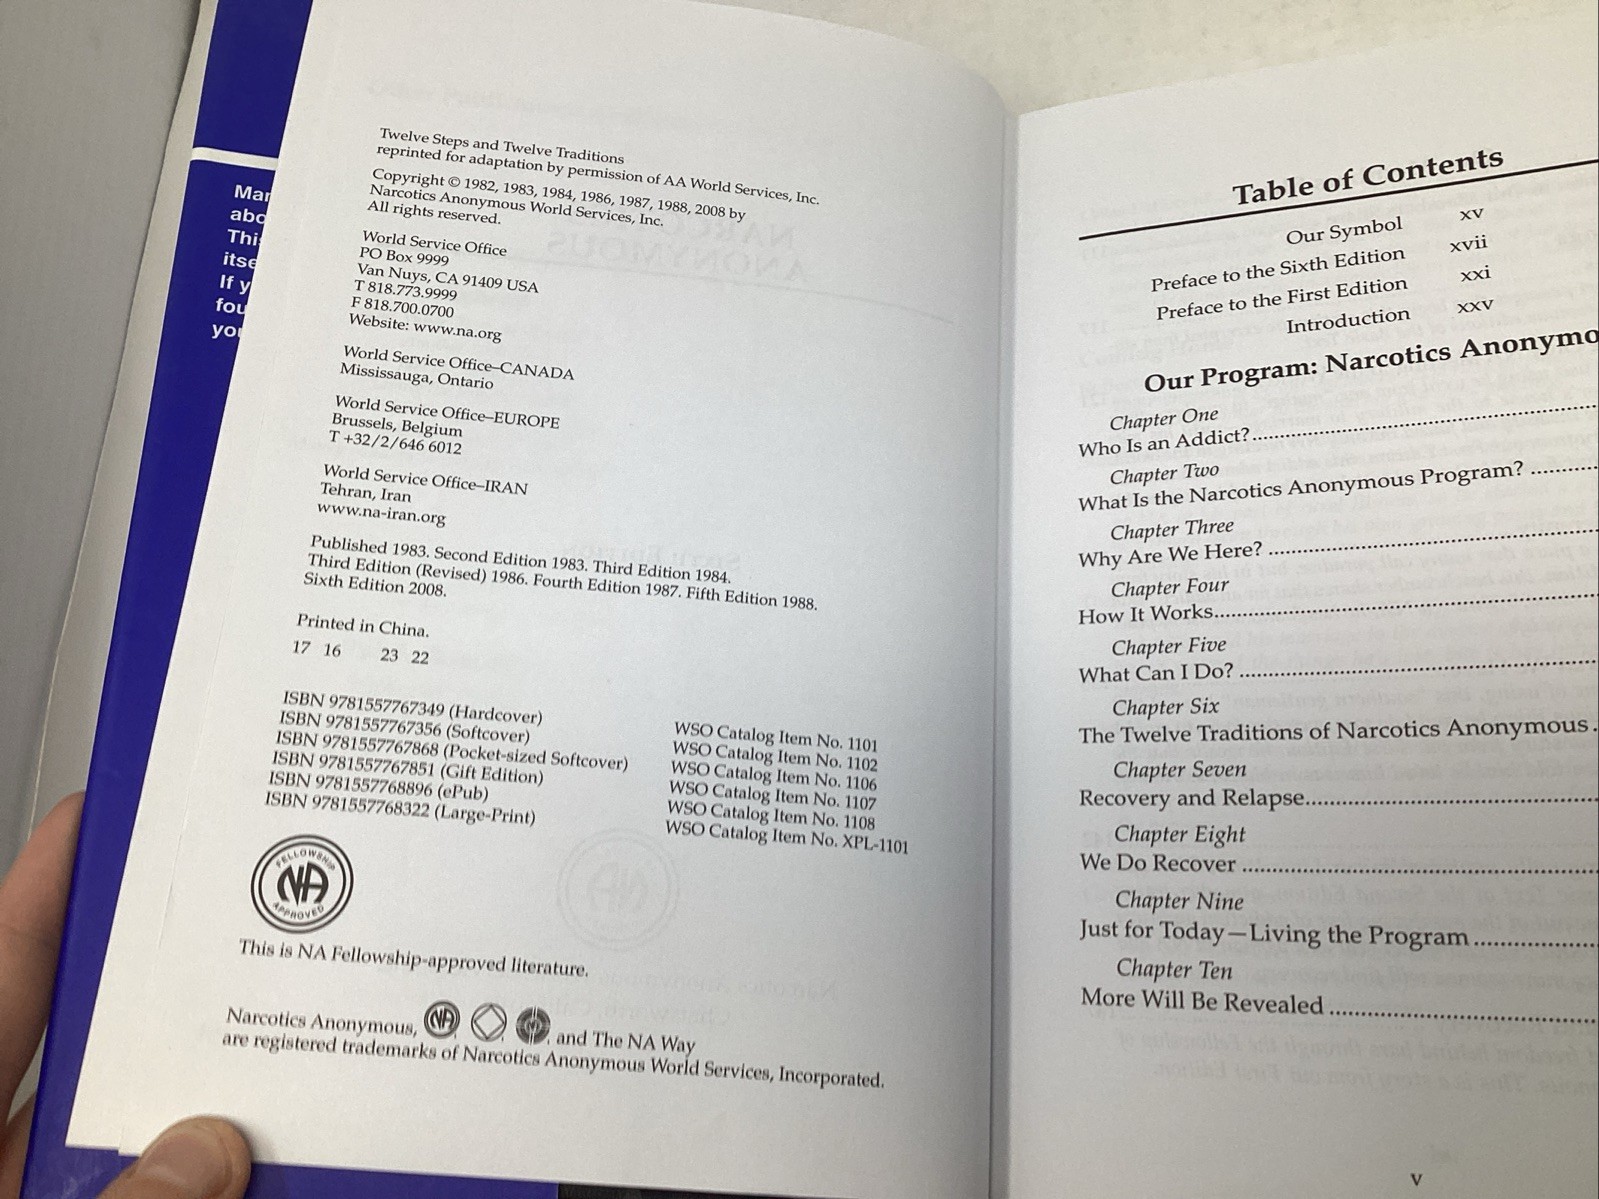 Mar
abo
This
itse
If y
fou
you
Twelve Steps and Twelve Traditions
reprinted for adaptation by permission of AA World Services, Inc.
Copyright © 1982, 1983, 1984, 1986, 1987, 1988, 2008 by
Narcotics Anonymous World Services, Inc.
All rights reserved.
World Service Office
PO Box 9999
Van Nuys, CA 91409 USA
T 818.773.9999
F 818.700.0700
Website: www.na.org
World Service Office–CANADA
Mississauga, Ontario
World Service Office–EUROPE
Brussels, Belgium
T +32/2/646 6012
World Service Office–IRAN
Tehran, Iran
www.na-iran.org
Published 1983. Second Edition 1983. Third Edition 1984.
Third Edition (Revised) 1986. Fourth Edition 1987. Fifth Edition 1988.
Sixth Edition 2008.
Printed in China.
17 16 23 22
ISBN 9781557767349 (Hardcover) WSO Catalog Item No. 1101
ISBN 9781557767356 (Softcover) WSO Catalog Item No. 1102
ISBN 9781557767868 (Pocket-sized Softcover) WSO Catalog Item No. 1106
ISBN 9781557767851 (Gift Edition) WSO Catalog Item No. 1107
ISBN 9781557768896 (ePub) WSO Catalog Item No. 1108
ISBN 9781557768322 (Large-Print) WSO Catalog Item No. XPL-1101
FELLOWSHIP
NA
APPROVED
This is NA Fellowship-approved literature.
Narcotics Anonymous, NA, and The NA Way
are registered trademarks of Narcotics Anonymous World Services, Incorporated.
Table of Contents
Our Symbol xv
Preface to the Sixth Edition xvii
Preface to the First Edition xxi
Introduction xxv
Our Program: Narcotics Anonymo
Chapter One
Who Is an Addict?
Chapter Two
What Is the Narcotics Anonymous Program?
Chapter Three
Why Are We Here?
Chapter Four
How It Works
Chapter Five
What Can I Do?
Chapter Six
The Twelve Traditions of Narcotics Anonymous
Chapter Seven
Recovery and Relapse
Chapter Eight
We Do Recover
Chapter Nine
Just for Today—Living the Program
Chapter Ten
More Will Be Revealed
v